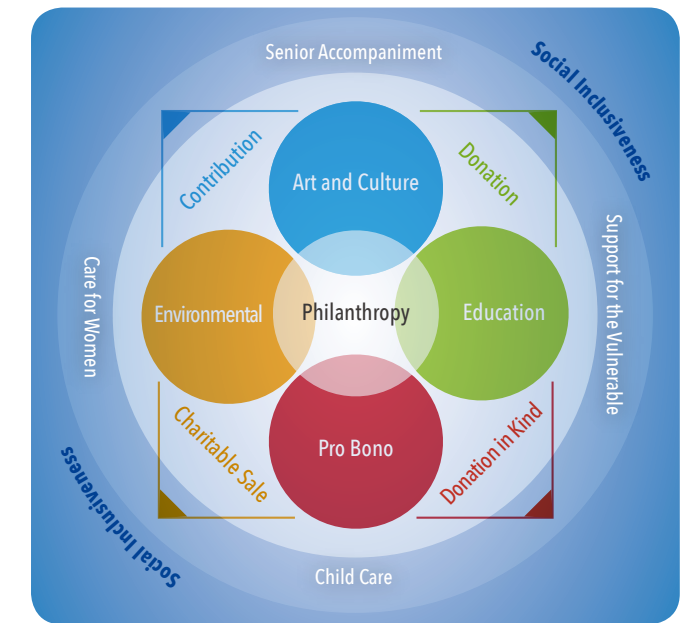 Senior Accompaniment
Social Inclusiveness
Contribution
Donation
Art and Culture
Care for Women
Environmental
Philanthropy
Education
Support for the Vulnerable
Charitable Sale
Pro Bono
Donation in Kind
Social Inclusiveness
Child Care